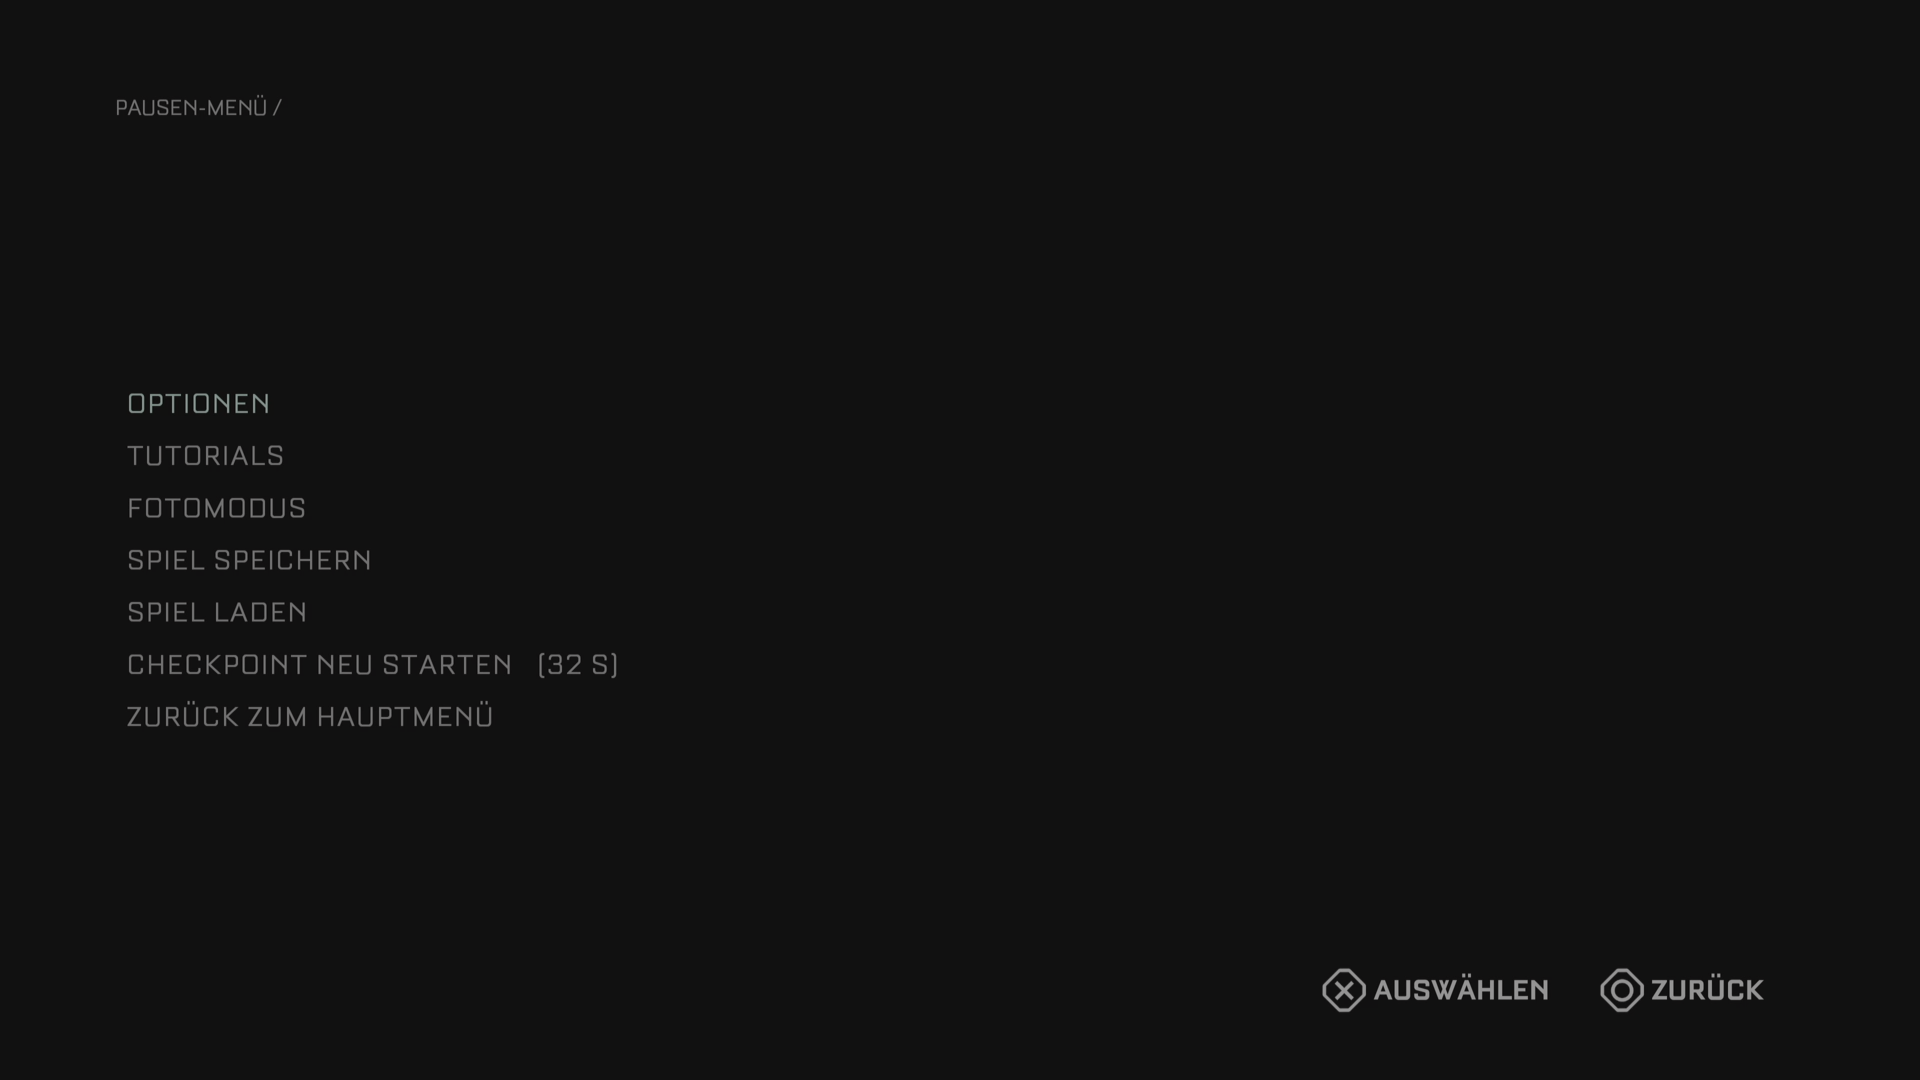 PAUSEN-MENÜ /
OPTIONEN
TUTORIALS
FOTOMODUS
SPIEL SPEICHERN
SPIEL LADEN
CHECKPOINT NEU STARTEN (32 S)
ZURÜCK ZUM HAUPTMENÜ
AUSWÄHLEN ZURÜCK